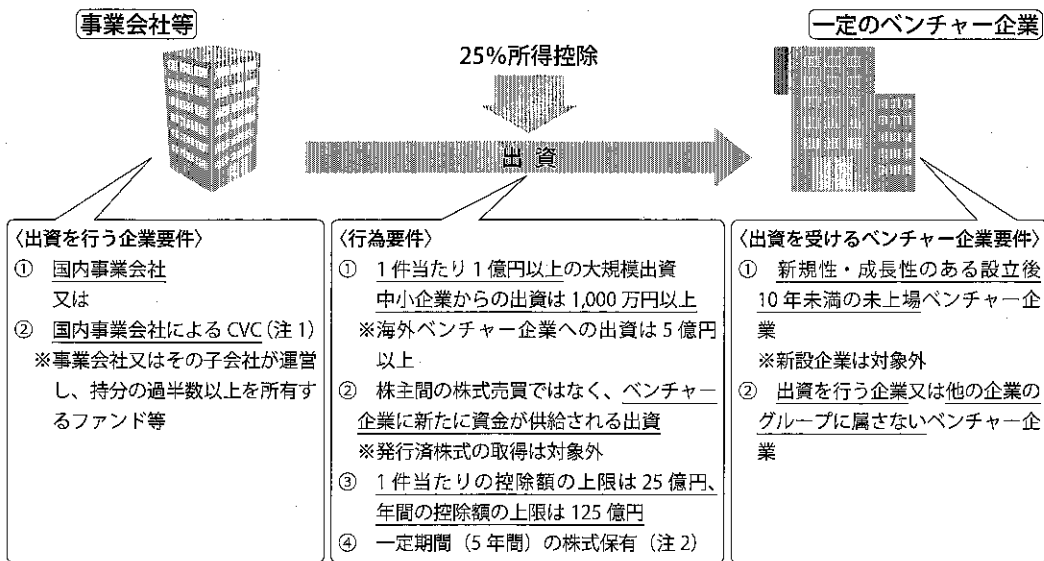 事業会社等
一定のベンチャー企業
25%所得控除
出 資
〈出資を行う企業要件〉
① 国内事業会社
又は
② 国内事業会社による CVC (注 1)
※事業会社又はその子会社が運営
し、持分の過半数以上を所有す
るファンド等
〈行為要件〉
① 1 件当たり 1 億円以上の大規模出資
中小企業からの出資は 1,000 万円以上
※海外ベンチャー企業への出資は 5 億円
以上
② 株主間の株式売買ではなく、ベンチャー
企業に新たに資金が供給される出資
※発行済株式の取得は対象外
③ 1 件当たりの控除額の上限は 25 億円、
年間の控除額の上限は 125 億円
④ 一定期間（5 年間）の株式保有（注 2）
〈出資を受けるベンチャー企業要件〉
① 新規性・成長性のある設立後
10 年未満の未上場ベンチャー企
業
※新設企業は対象外
② 出資を行う企業又は他の企業の
グループに属さないベンチャー企
業